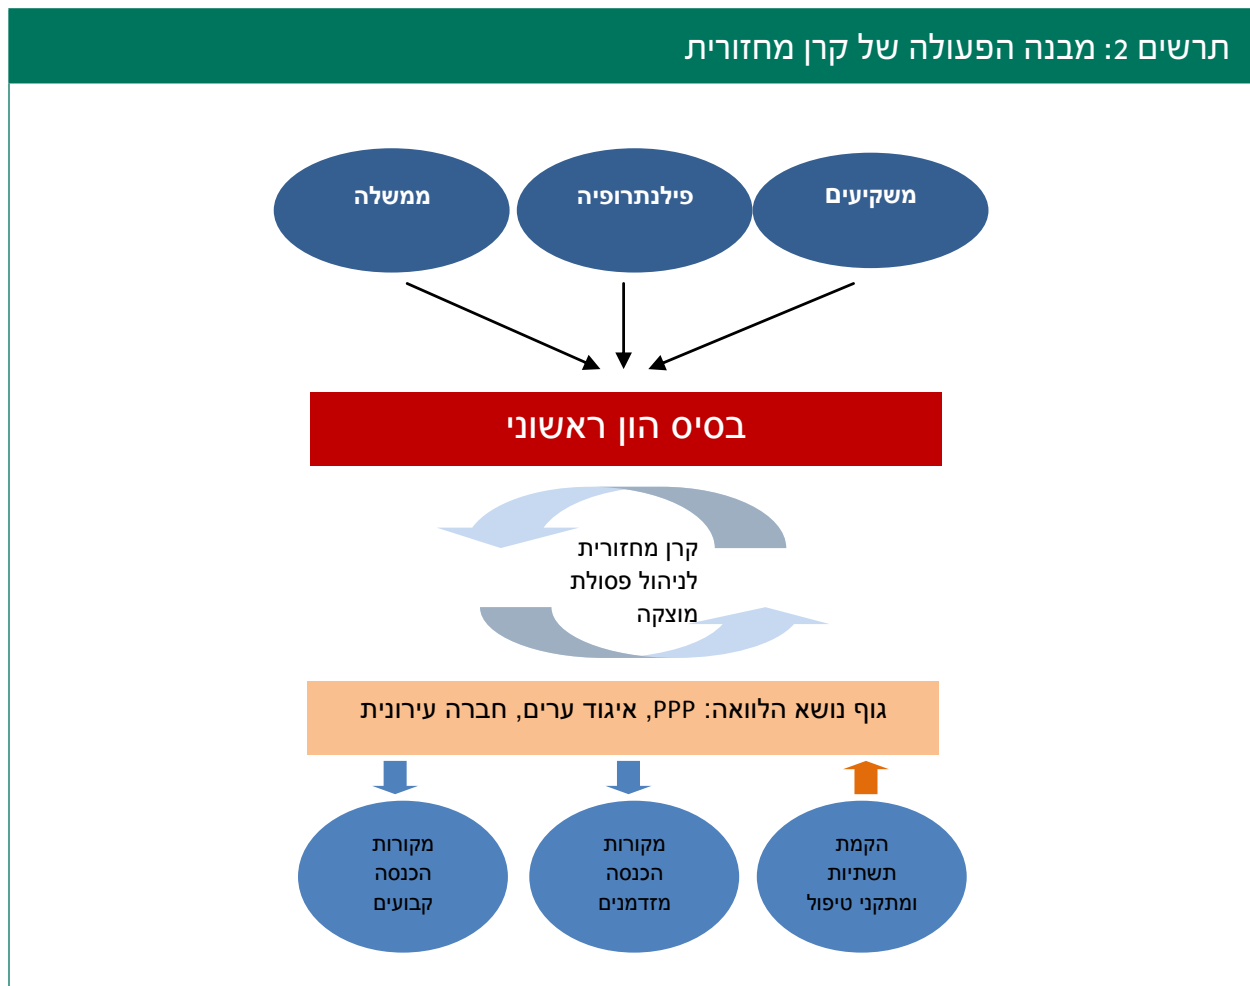 תרשים 2: מבנה הפעולה של קרן מחזורית
משקיעים
פילנתרופיה
ממשלה
בסיס הון ראשוני
קרן מחזורית
לניהול פסולת
מוצקה
גוף נושא הלוואה: PPP, איגוד ערים, חברה עירונית
הקמת
תשתיות
ומתקני טיפול
מקורות
הכנסה
מזדמנים
מקורות
הכנסה
קבועים